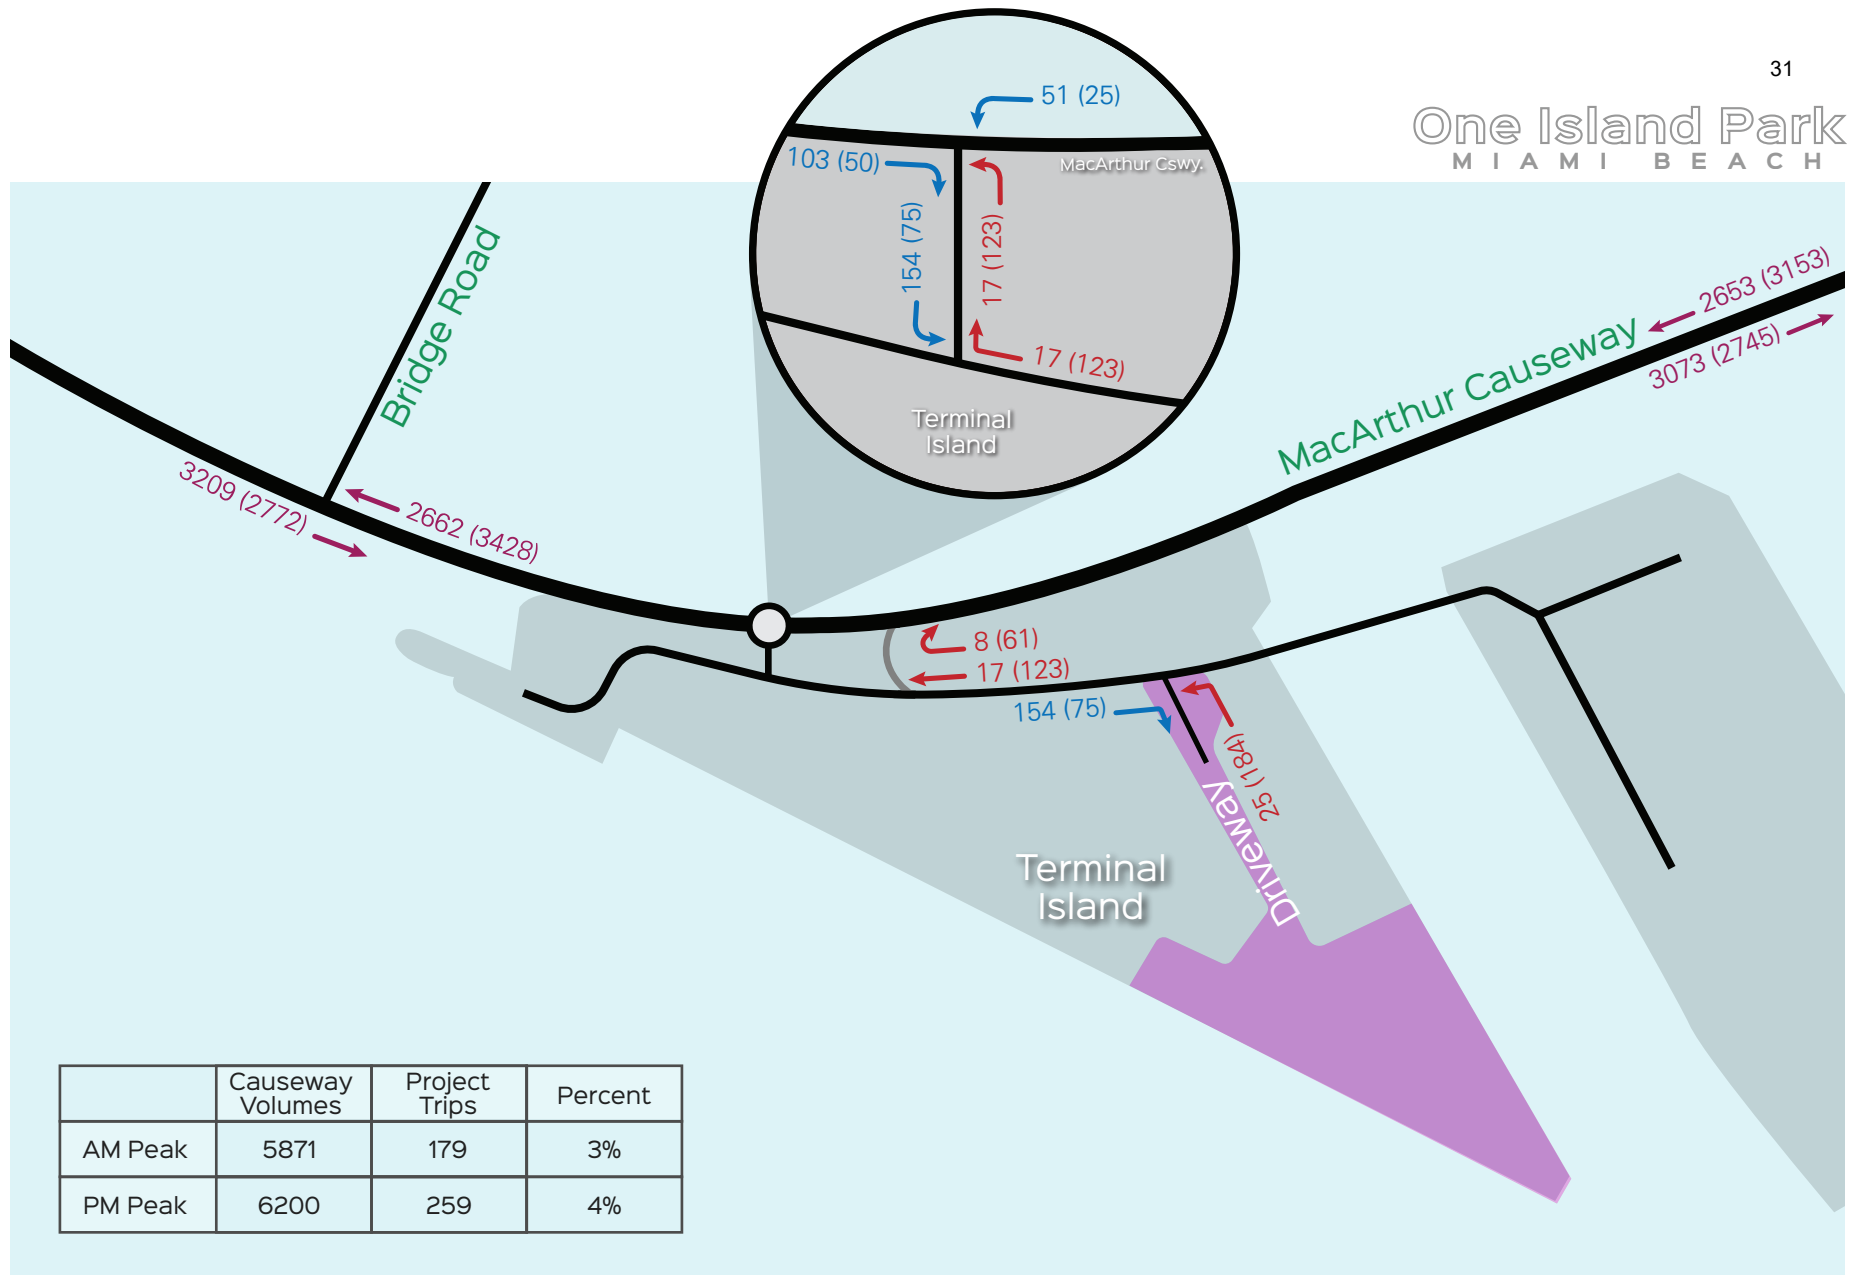 31
One Island Park
MIAMI BEACH
51 (25)
MacArthur Cswy.
103 (50)
154 (75)
17 (123)
17 (123)
Terminal
Island
Bridge Road
2653 (3153)
3073 (2745)
MacArthur Causeway
3209 (2772)
2662 (3428)
8 (61)
17 (123)
154 (75)
25 (184)
Driveway
Terminal
Island
Causeway Project
Volumes Trips Percent
AM Peak 5871 179 3%
PM Peak 6200 259 4%